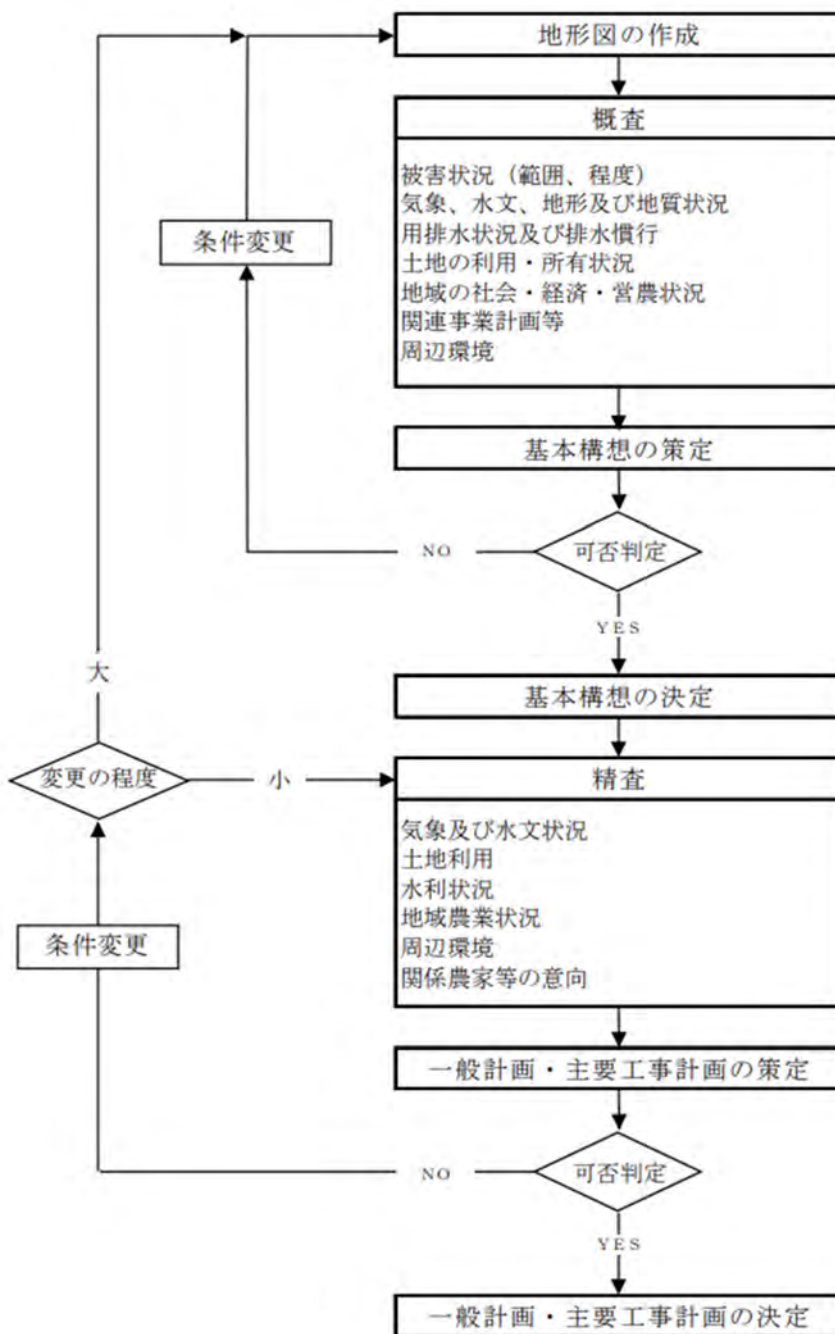 地形図の作成
概査
被害状況（範囲、程度）
気象、水文、地形及び地質状況
用排水状況及び排水慣行
土地の利用・所有状況
地域の社会・経済・営農状況
関連事業計画等
周辺環境
条件変更
基本構想の策定
可否判定
NO
YES
大
基本構想の決定
変更の程度
小
精査
気象及び水文状況
土地利用
水利状況
地域農業状況
周辺環境
関係農家等の意向
条件変更
一般計画・主要工事計画の策定
可否判定
NO
YES
一般計画・主要工事計画の決定